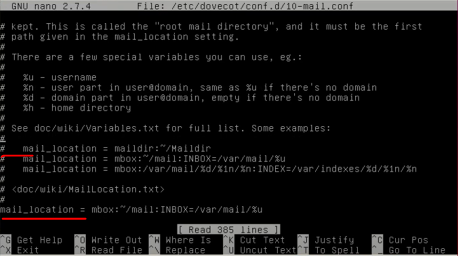 GNU nano 2.7.4 File: /etc/dovecot/conf.d/10-mail.conf
# kept. This is called the "root mail directory", and it must be the first
# path given in the mail_location setting.
#
# There are a few special variables you can use, eg.:
#
# %u - username
# %n - user part in user@domain, same as %u if there's no domain
# %d - domain part in user@domain, empty if there's no domain
# %h - home directory
#
# See doc/wiki/Variables.txt for full list. Some examples:
#
# mail_location = maildir:~/Maildir
# mail_location = mbox:~/mail:INBOX=/var/mail/%u
# mail_location = mbox:/var/mail/%d/%1n/%n:INDEX=/var/indexes/%d/%1n/%n
#
# <doc/wiki/MailLocation.txt>
#
mail_location = mbox:~/mail:INBOX=/var/mail/%u
[ Read 385 lines ]
^G Get Help ^O Write Out ^W Where Is ^K Cut Text ^J Justify ^C Cur Pos
^X Exit ^R Read File ^\ Replace ^U Uncut Text ^T To Spell ^_ Go To Line